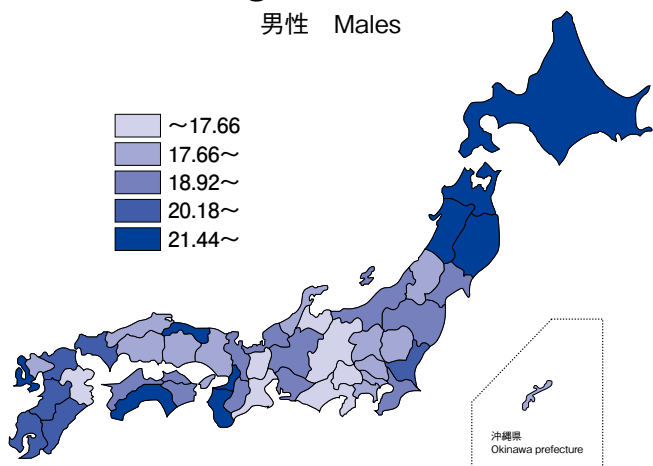 男性 Males
～17.66
17.66～
18.92～
20.18～
21.44～
沖縄県
Okinawa prefecture